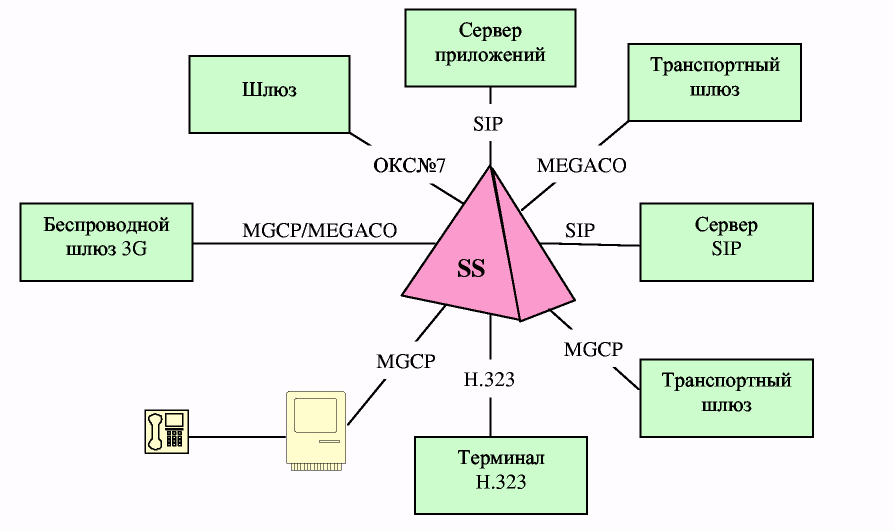 Сервер
приложений
Шлюз
Транспортный
шлюз
SIP
ОКС№7
MEGACO
Беспроводной
шлюз 3G
MGCP/MEGACO
SIP
Сервер
SIP
SS
MGCP
H.323
MGCP
Транспортный
шлюз
Терминал
H.323